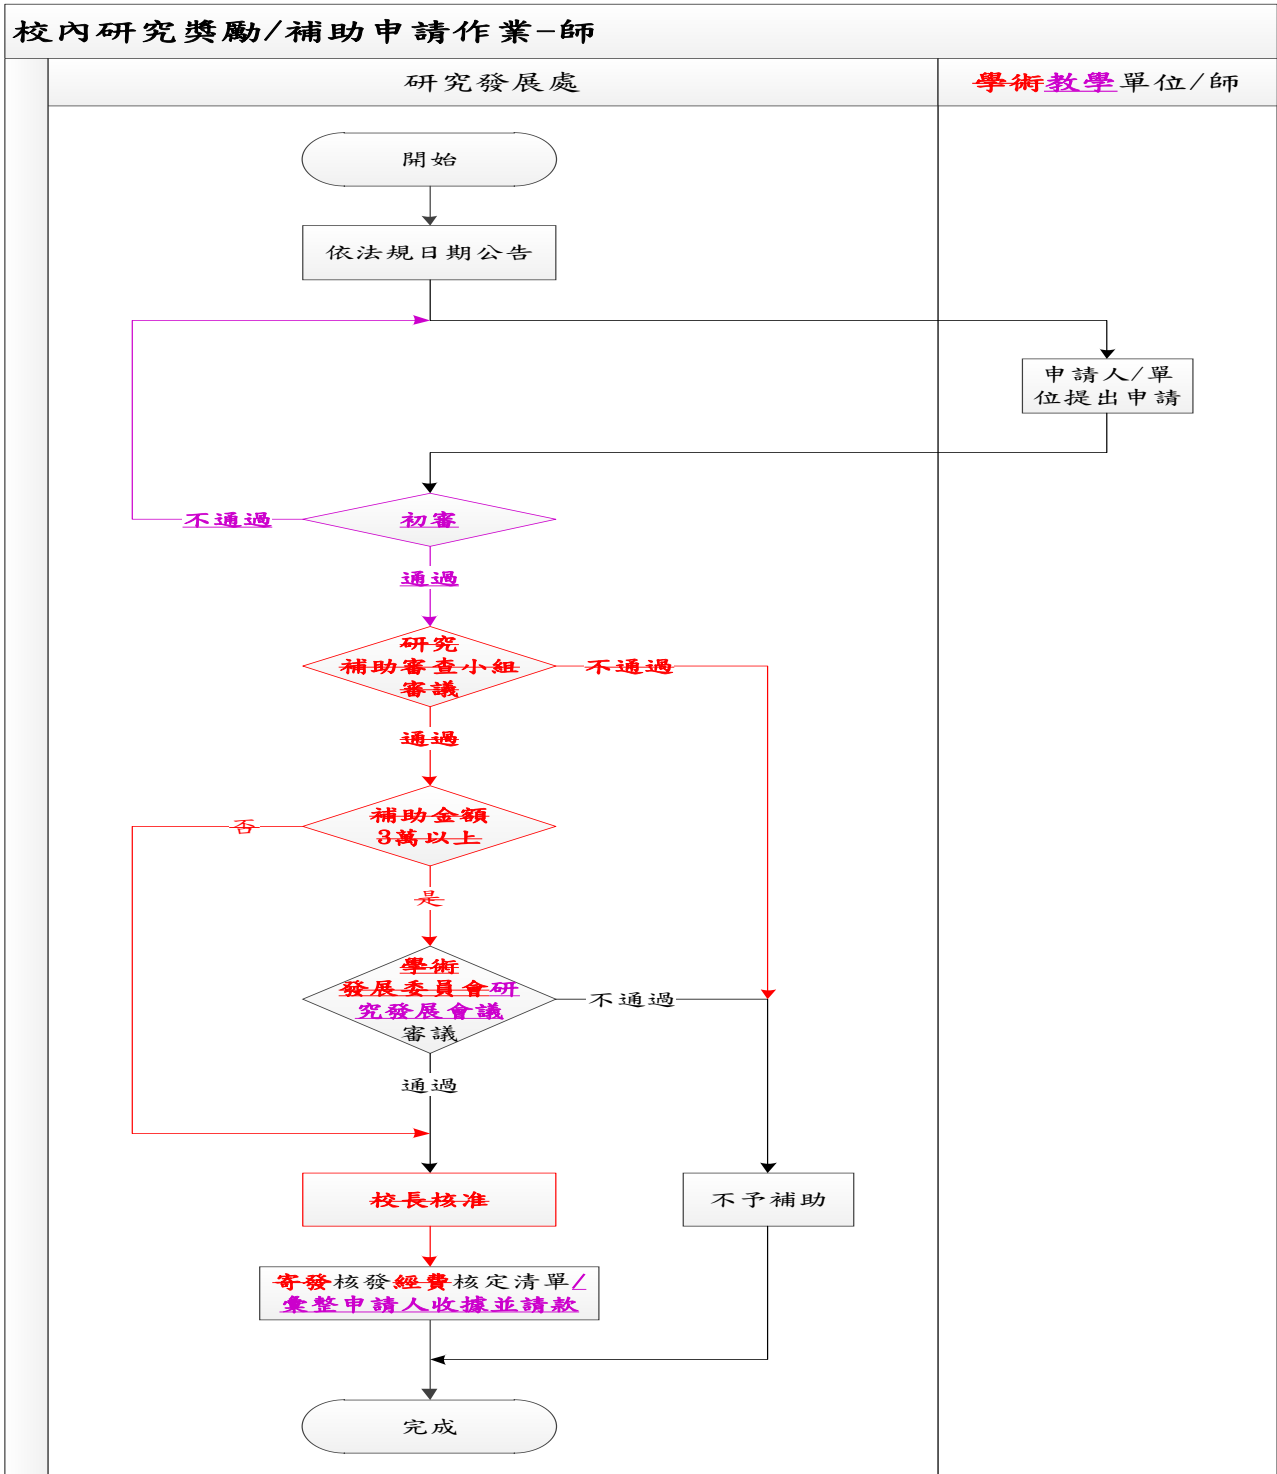 校內研究獎勵/補助申請作業-師
研究發展處
學術教學單位/師
開始
依法規日期公告
申請人/單
位提出申請
初審
不通過
通過
研究
補助審查小組
審議
不通過
通過
補助金額
3萬以上
否
是
學術
發展委員會研
究發展會議
審議
不通過
通過
校長核准
不予補助
寄發核發經費核定清單/
彙整申請人收據並請款
完成